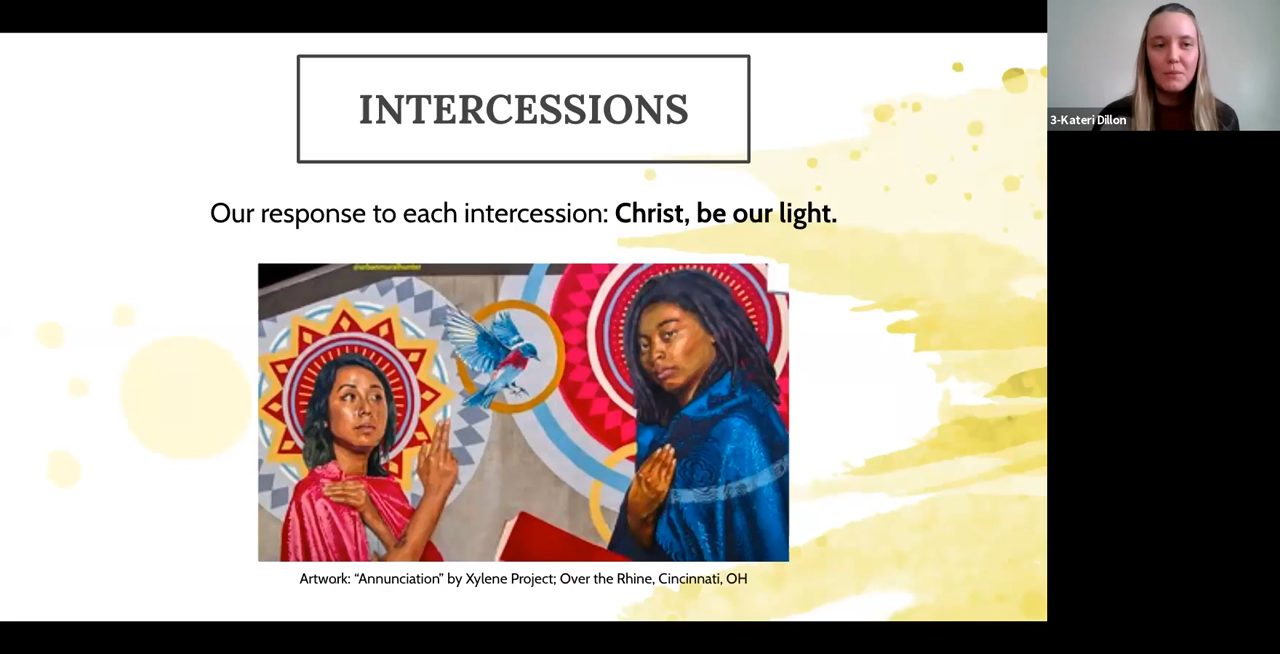 INTERCESSIONS
Our response to each intercession: Christ, be our light.
@urbanmuralhunter
Artwork: “Annunciation” by Xylene Project; Over the Rhine, Cincinnati, OH
3-Kateri Dillon